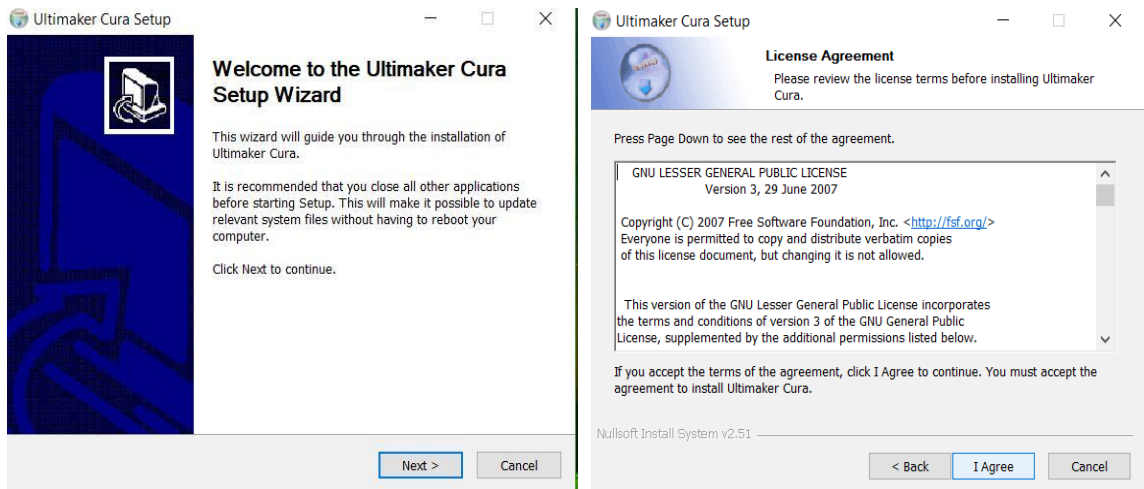 Ultimaker Cura Setup
Welcome to the Ultimaker Cura
Setup Wizard
This wizard will guide you through the installation of
Ultimaker Cura.
It is recommended that you close all other applications
before starting Setup. This will make it possible to update
relevant system files without having to reboot your
computer.
Click Next to continue.
Next >
Cancel
Ultimaker Cura Setup
License Agreement
Please review the license terms before installing Ultimaker
Cura.
Press Page Down to see the rest of the agreement.
GNU LESSER GENERAL PUBLIC LICENSE
Version 3, 29 June 2007
Copyright (C) 2007 Free Software Foundation, Inc. <http://fsf.org/>
Everyone is permitted to copy and distribute verbatim copies
of this license document, but changing it is not allowed.
This version of the GNU Lesser General Public License incorporates
the terms and conditions of version 3 of the GNU General Public
License, supplemented by the additional permissions listed below.
If you accept the terms of the agreement, click I Agree to continue. You must accept the
agreement to install Ultimaker Cura.
Nullsoft Install System v2.51
< Back
I Agree
Cancel